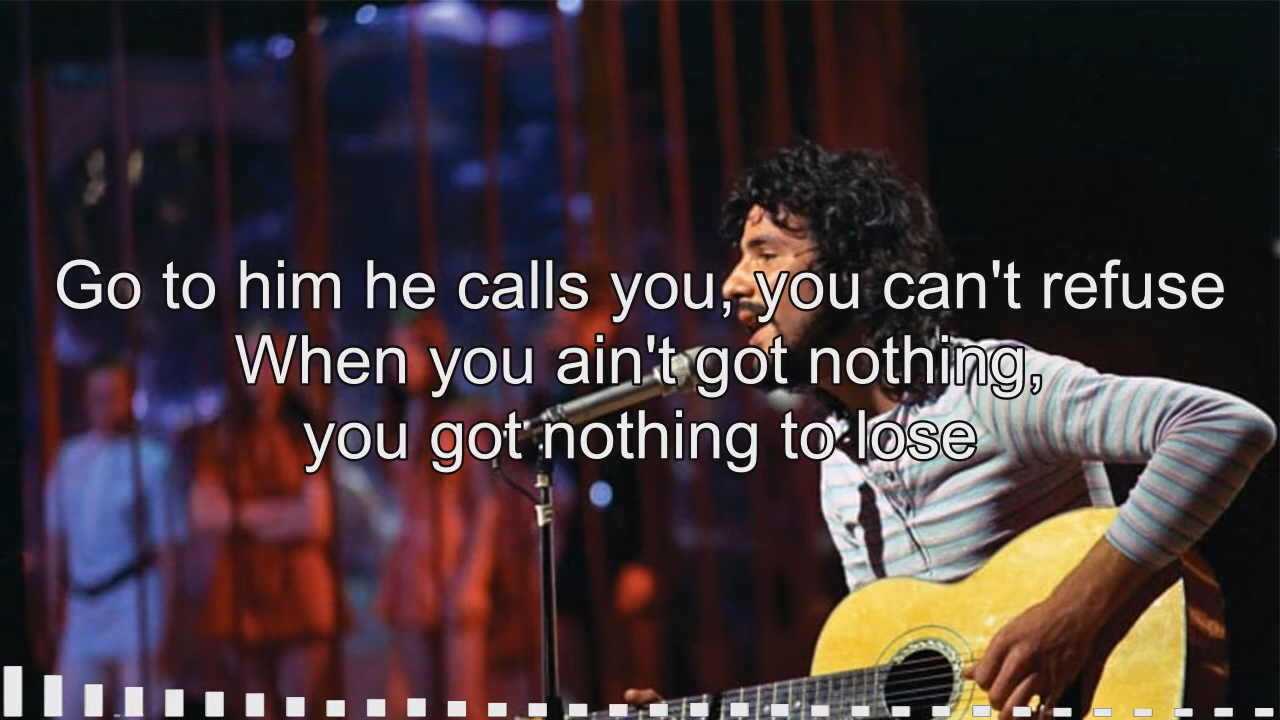 Go to him he calls you, you can't refuse
When you ain't got nothing,
you got nothing to lose